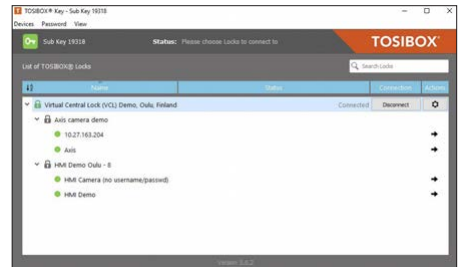 TOSIBOX® Key - Sub Key 19318
Devices Password View
Sub Key 19318 Status: Please choose Locks to connect to TOSIBOX®
List of TOSIBOX® Locks Search Locks
Name Status Connection Actions
Virtual Central Lock (VCL) Demo, Oulu, Finland Connected Disconnect
Axis camera demo
10.27.163.204
Axis
HMI Demo Oulu - 8
HMI Camera (no username/passwd)
HMI Demo
Version